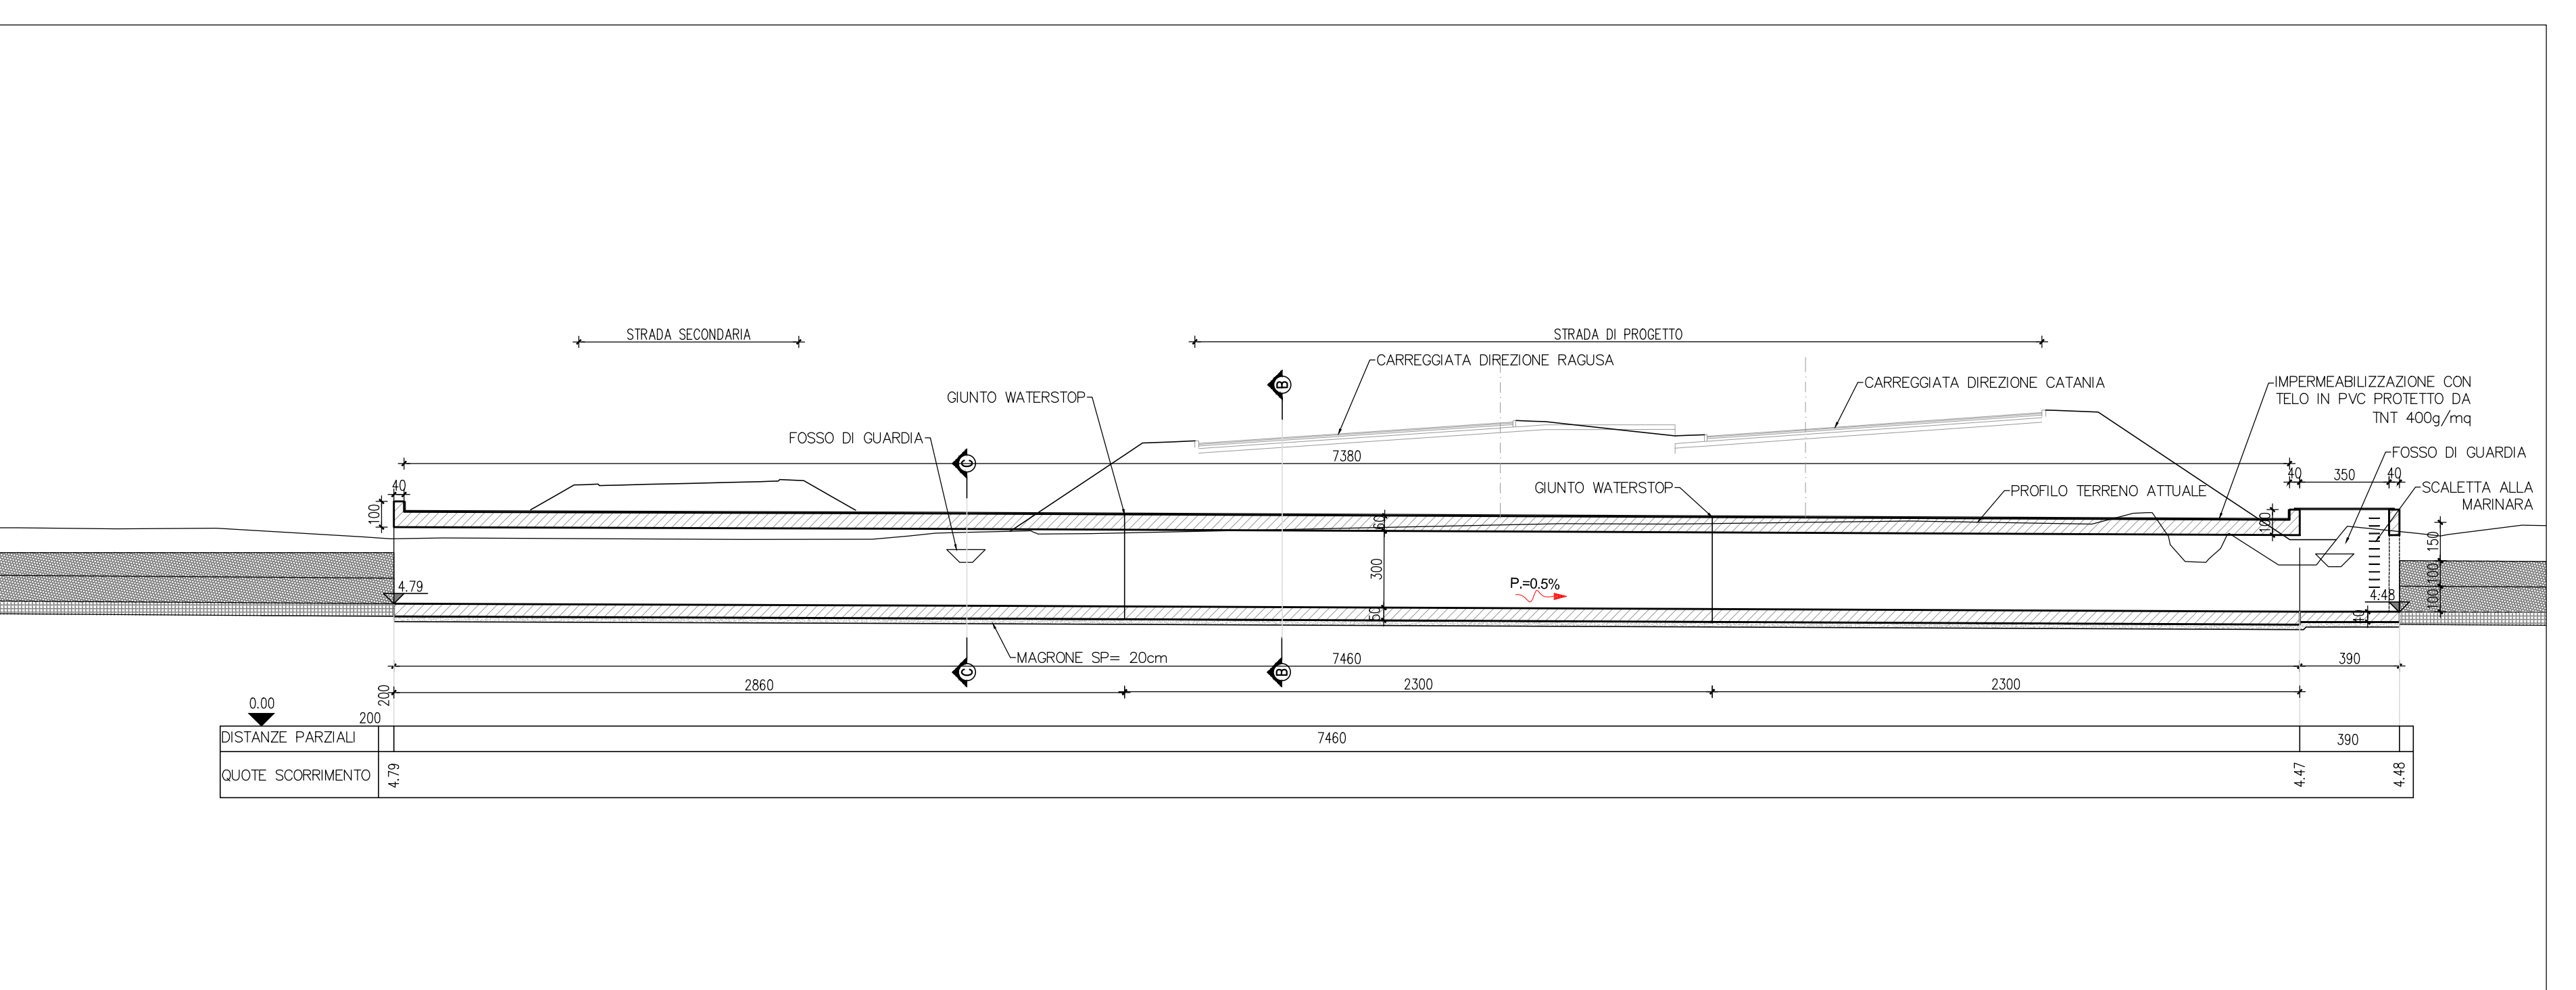 STRADA SECONDARIA
STRADA DI PROGETTO
CARREGGIATA DIREZIONE RAGUSA
CARREGGIATA DIREZIONE CATANIA
IMPERMEABILIZZAZIONE CON
TELO IN PVC PROTETTO DA
TNT 400g/mq
B
GIUNTO WATERSTOP
FOSSO DI GUARDIA
C
7380
FOSSO DI GUARDIA
40
40
350
40
GIUNTO WATERSTOP
PROFILO TERRENO ATTUALE
SCALETTA ALLA
MARINARA
100
60
100
150
300
100
4.79
P.=0.5%
4.48
100
50
40
MAGRONE SP= 20cm
C
B
7460
390
200
2860
2300
2300
0.00
200
DISTANZE PARZIALI
7460
390
QUOTE SCORRIMENTO
4.79
4.47
4.48